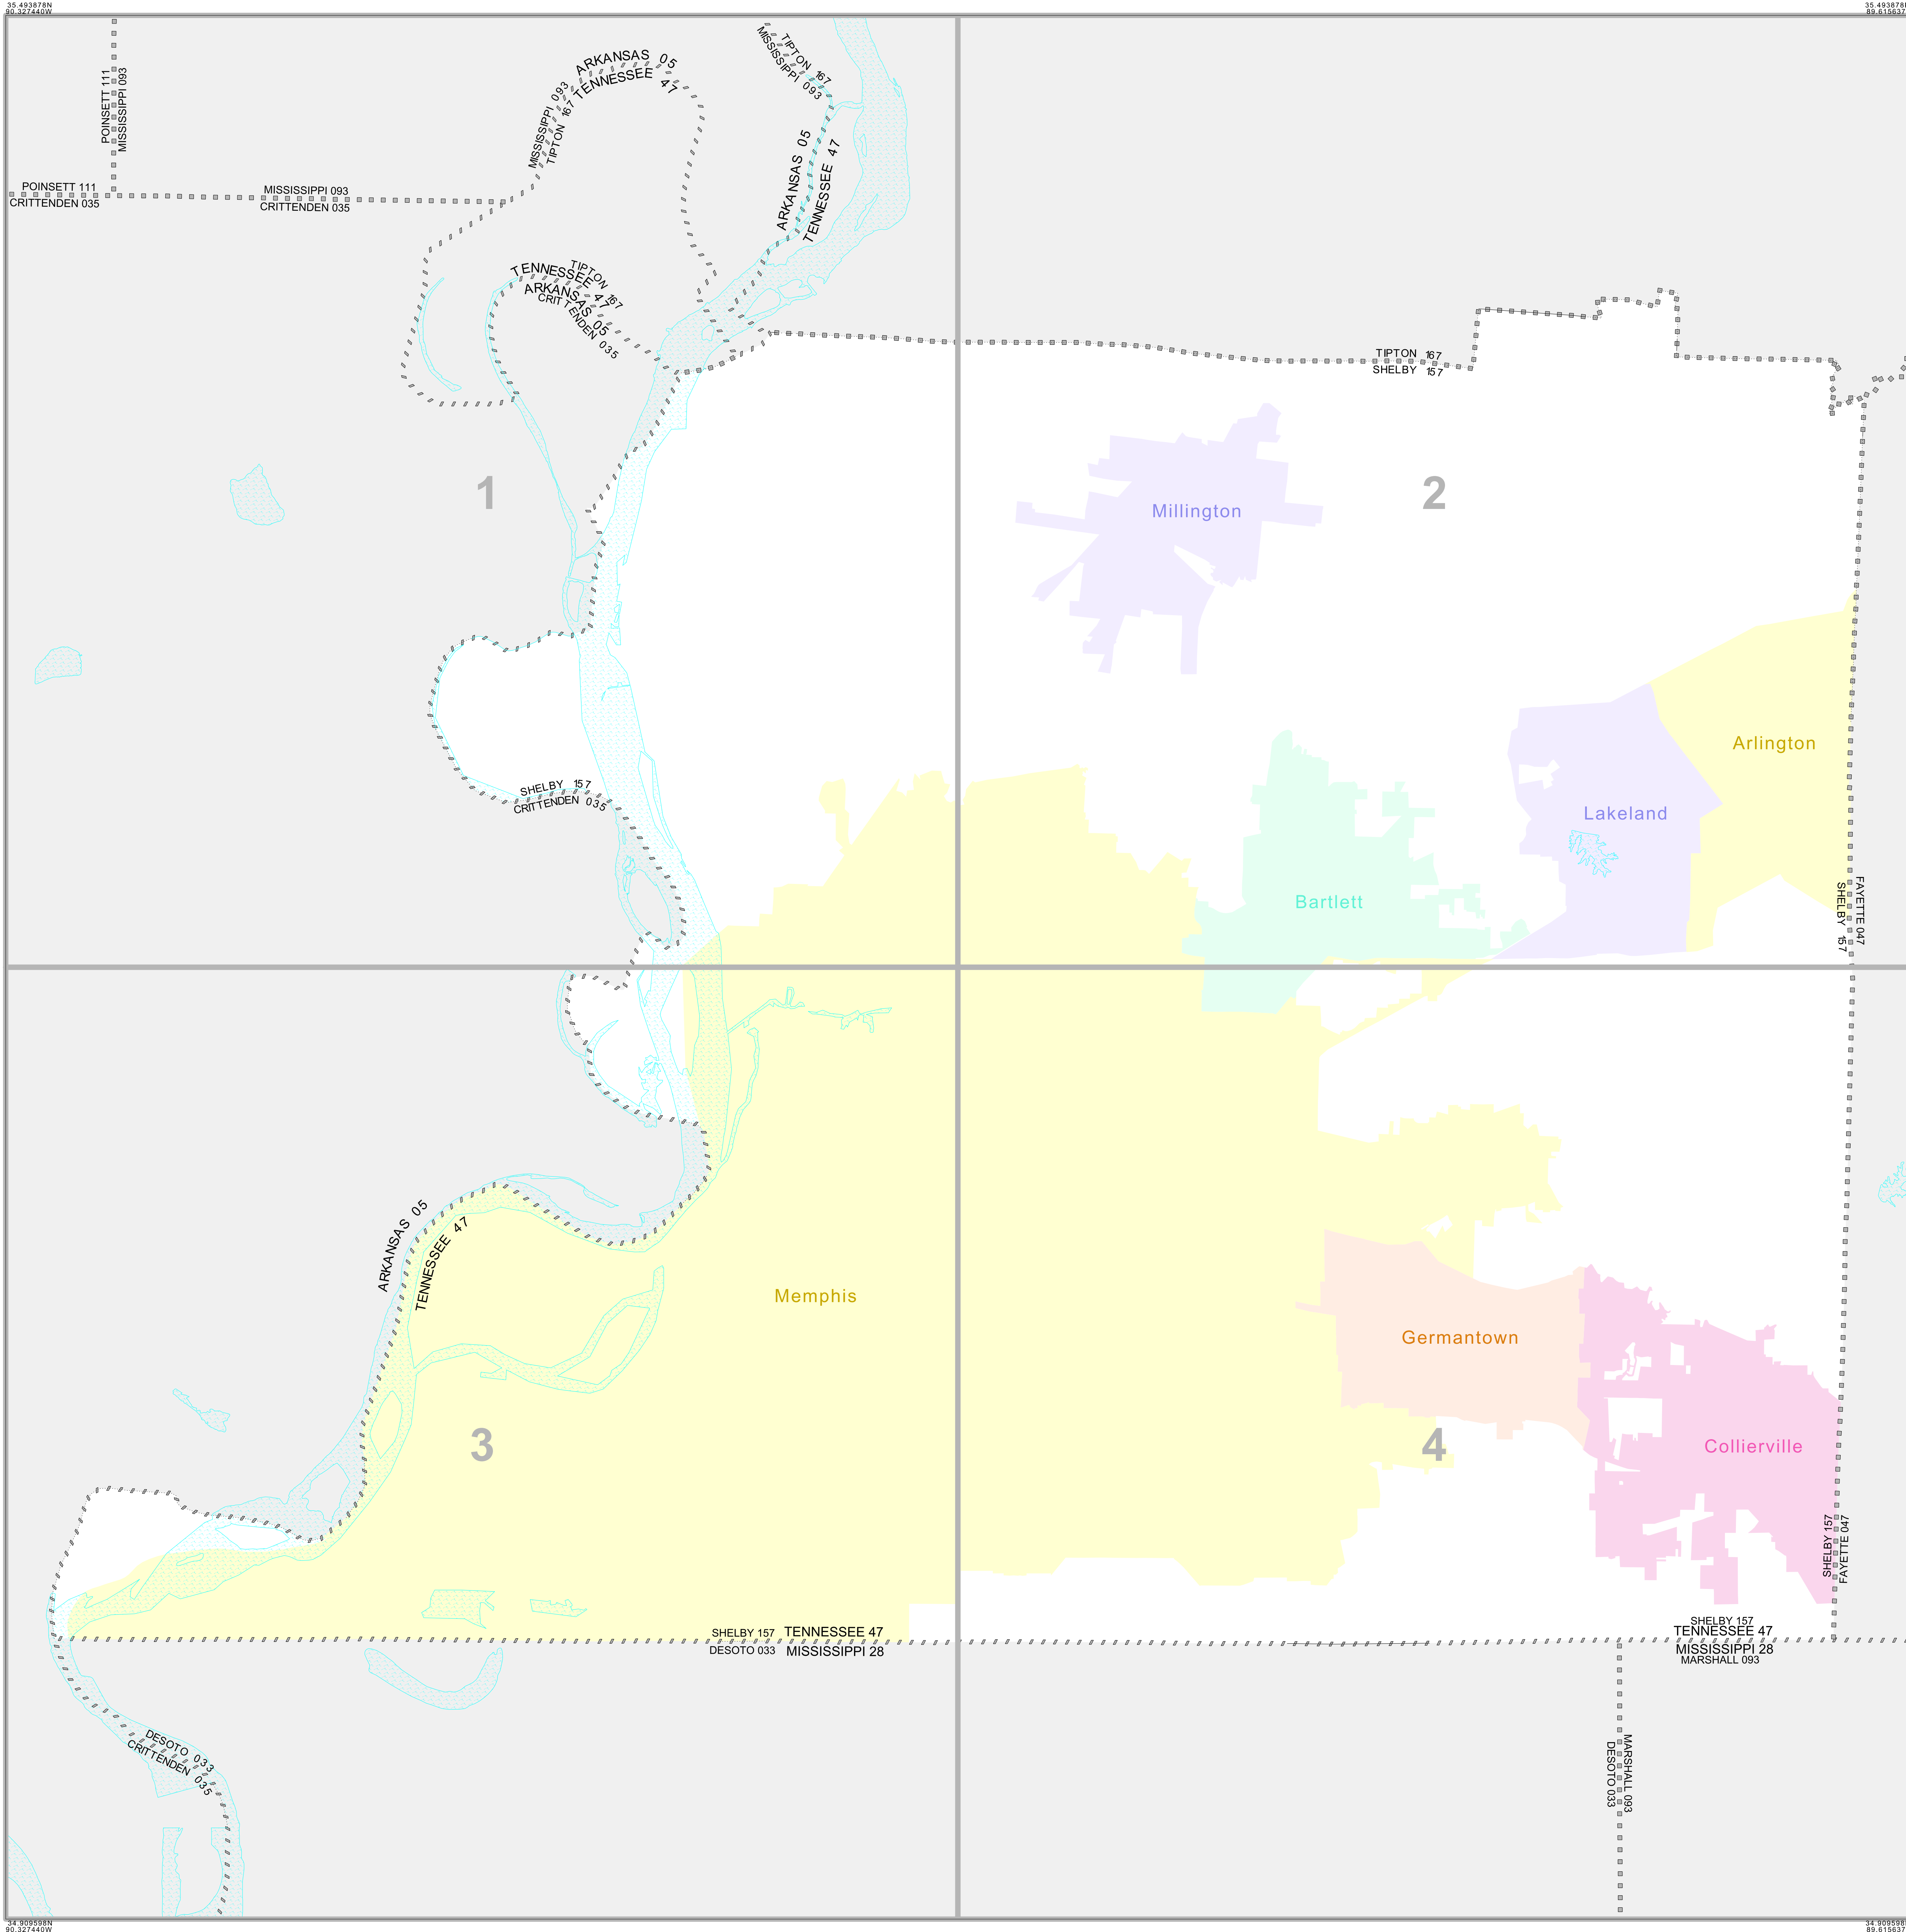 35.493878N
90.327440W
35.493878N
89.615637
POINSETT 111
MISSISSIPPI 093
ARKANSAS 05
TENNESSEE 47
MISSISSIPPI 093
TIPTON 167
TIPTON 167
MISSISSIPPI 093
ARKANSAS 05
TENNESSEE 47
POINSETT 111
CRITTENDEN 035
MISSISSIPPI 093
CRITTENDEN 035
TIPTON 167
TENNESSEE 47
ARKANSAS 05
CRITTENDEN 035
TIPTON 167
SHELBY 157
1
2
Millington
Arlington
SHELBY 157
CRITTENDEN 035
Lakeland
Bartlett
FAYETTE 047
SHELBY 157
ARKANSAS 05
TENNESSEE 47
Memphis
Germantown
3
4
Collierville
SHELBY 157
FAYETTE 047
SHELBY 157 TENNESSEE 47
DESOTO 033 MISSISSIPPI 28
SHELBY 157
TENNESSEE 47
MISSISSIPPI 28
MARSHALL 093
DESOTO 033
CRITTENDEN 035
MARSHALL 093
DESOTO 033
34.909598N
90.327440W
34.909598N
89.615637